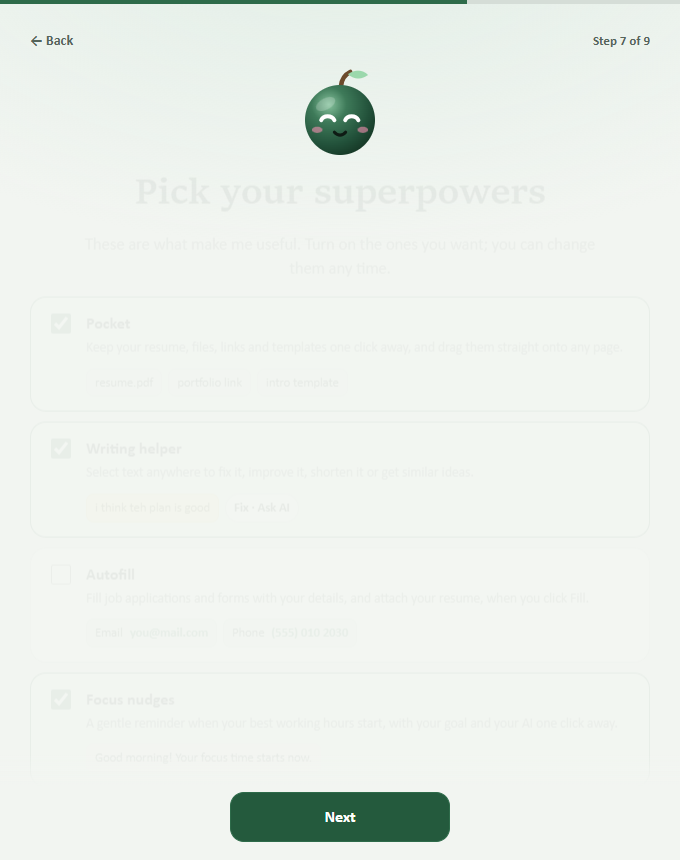 ← Back
Step 7 of 9
Pick your superpowers
These are what make me useful. Turn on the ones you want; you can change
them any time.
Pocket
Keep your resume, files, links and templates one click away, and drag them straight onto any page.
resume.pdf portfolio link intro template
Writing helper
Select text anywhere to fix it, improve it, shorten it or get similar ideas.
i think teh plan is good Fix · Ask AI
Autofill
Fill job applications and forms with your details, and attach your resume, when you click Fill.
Email you@mail.com Phone (555) 010 2030
Focus nudges
A gentle reminder when your best working hours start, with your goal and your AI one click away.
Good morning! Your focus time starts now.
Next